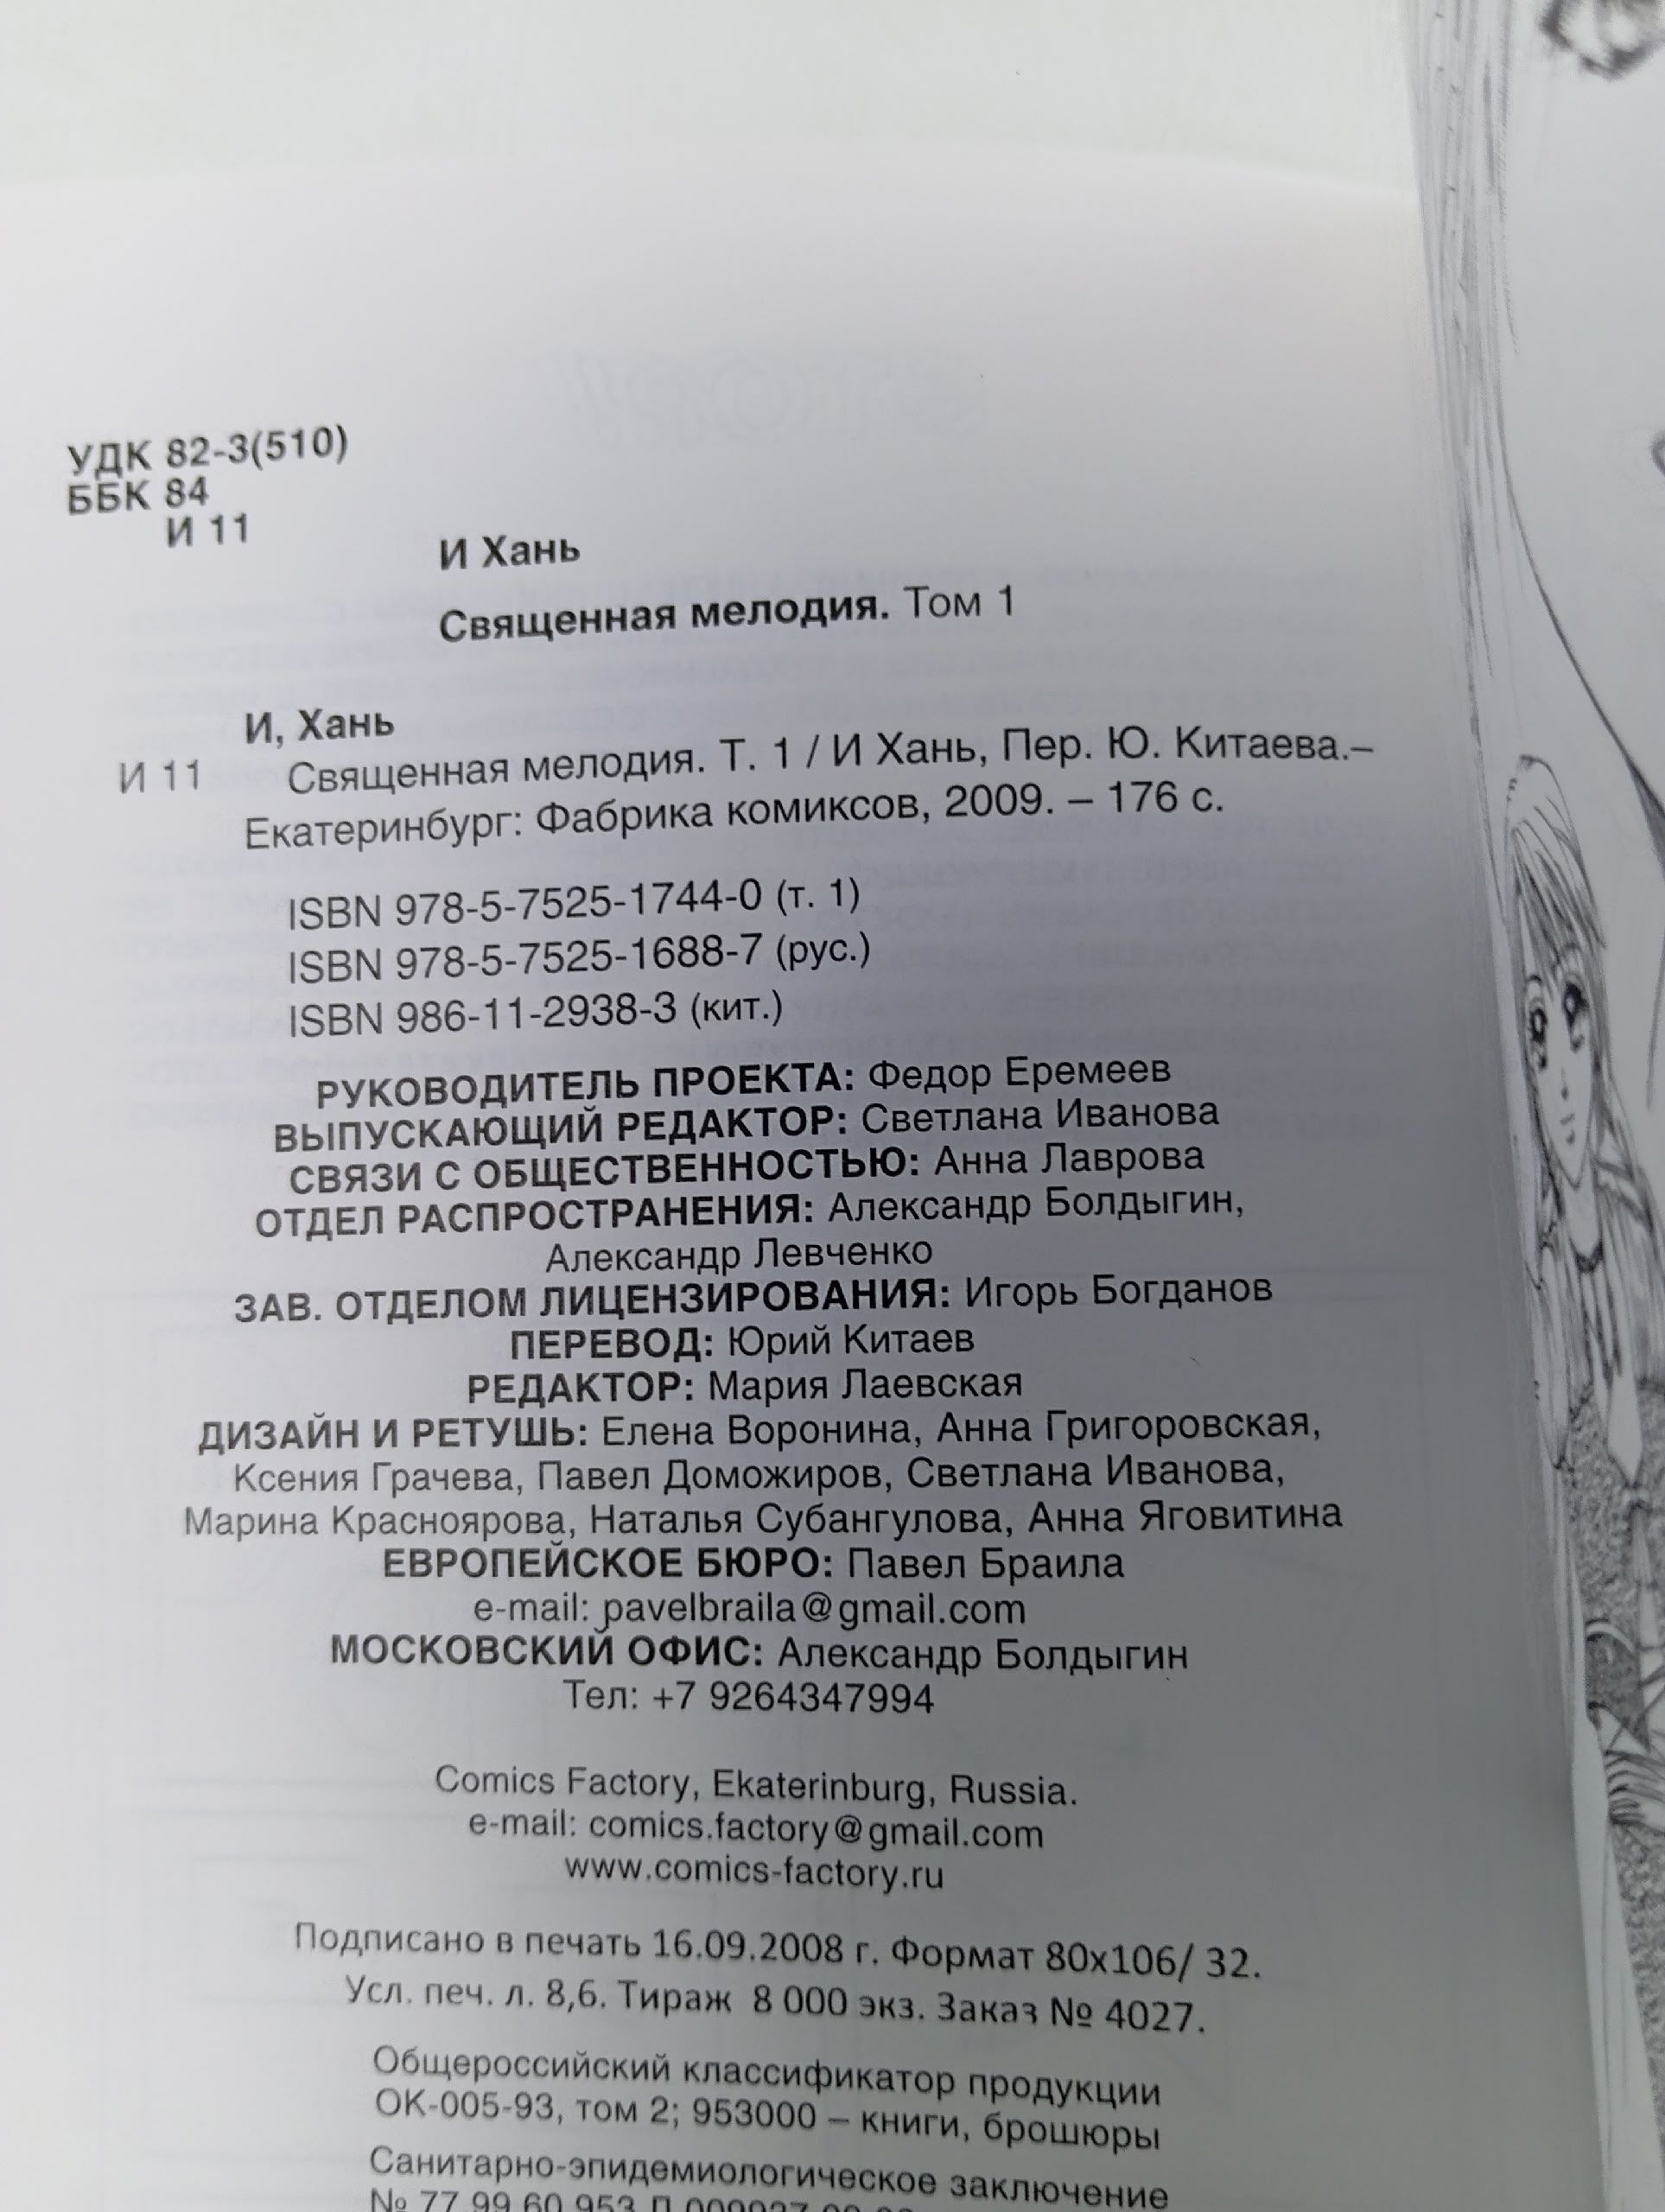 УДК 82-3(510)
ББК 84
И 11
И Хань
Священная мелодия. Том 1
И, Хань
И 11 Священная мелодия. Т. 1 / И Хань, Пер. Ю. Китаева.–
Екатеринбург: Фабрика комиксов, 2009. – 176 с.
ISBN 978-5-7525-1744-0 (т. 1)
ISBN 978-5-7525-1688-7 (рус.)
ISBN 986-11-2938-3 (кит.)
РУКОВОДИТЕЛЬ ПРОЕКТА: Федор Еремеев
ВЫПУСКАЮЩИЙ РЕДАКТОР: Светлана Иванова
СВЯЗИ С ОБЩЕСТВЕННОСТЬЮ: Анна Лаврова
ОТДЕЛ РАСПРОСТРАНЕНИЯ: Александр Болдыгин,
Александр Левченко
ЗАВ. ОТДЕЛОМ ЛИЦЕНЗИРОВАНИЯ: Игорь Богданов
ПЕРЕВОД: Юрий Китаев
РЕДАКТОР: Мария Лаевская
ДИЗАЙН И РЕТУШЬ: Елена Воронина, Анна Григоровская,
Ксения Грачева, Павел Доможиров, Светлана Иванова,
Марина Красноярова, Наталья Субангулова, Анна Яговитина
ЕВРОПЕЙСКОЕ БЮРО: Павел Браила
e-mail: pavelbraila@gmail.com
МОСКОВСКИЙ ОФИС: Александр Болдыгин
Тел: +7 9264347994
Comics Factory, Ekaterinburg, Russia.
e-mail: comics.factory@gmail.com
www.comics-factory.ru
Подписано в печать 16.09.2008 г. Формат 80х106/ 32.
Усл. печ. л. 8,6. Тираж 8 000 экз. Заказ № 4027.
Общероссийский классификатор продукции
ОК-005-93, том 2; 953000 – книги, брошюры
Санитарно-эпидемиологическое заключение
№ 77.99.60.953.П